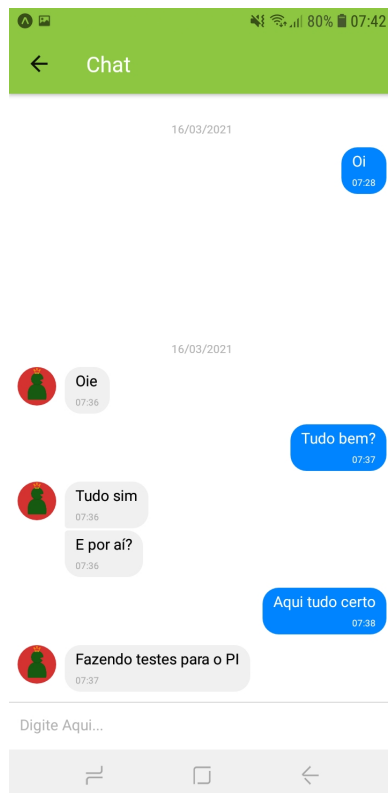 80% 07:42
Chat
16/03/2021
Oi
07:28
16/03/2021
Oie
07:36
Tudo bem?
07:37
Tudo sim
07:36
E por aí?
07:36
Aqui tudo certo
07:38
Fazendo testes para o PI
07:37
Digite Aqui...